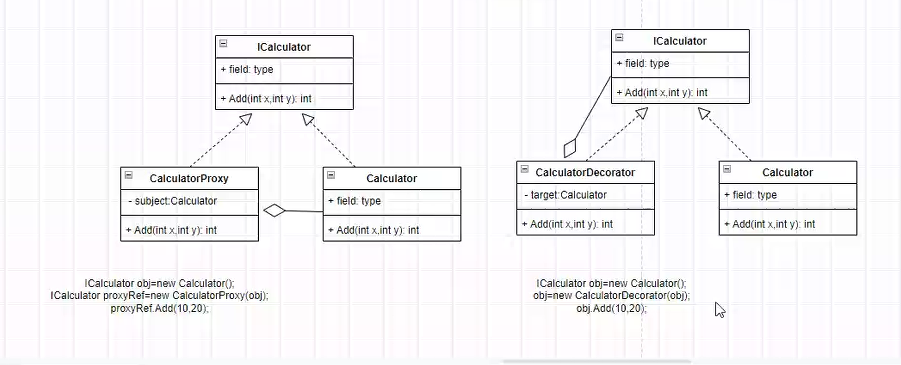 ICalculator
+ field: type
+ Add(int x,int y): int
CalculatorProxy
- subject:Calculator
+ Add(int x,int y): int
Calculator
+ field: type
+ Add(int x,int y): int
ICalculator obj=new Calculator();
ICalculator proxyRef=new CalculatorProxy(obj);
proxyRef.Add(10,20);
ICalculator
+ field: type
+ Add(int x,int y): int
CalculatorDecorator
- target:Calculator
+ Add(int x,int y): int
Calculator
+ field: type
+ Add(int x,int y): int
ICalculator obj=new Calculator();
obj=new CalculatorDecorator(obj);
obj.Add(10,20);